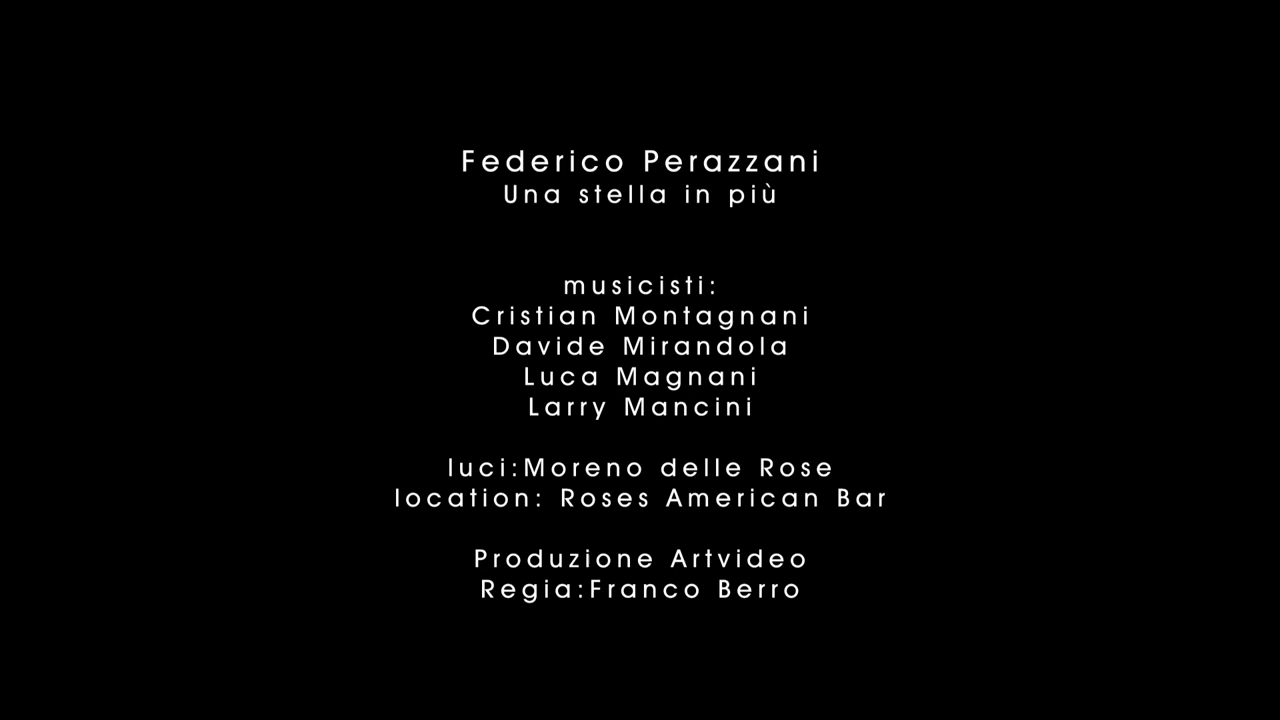 Federico Perazzani
Una stella in più
musicisti:
Cristian Montagnani
Davide Mirandola
Luca Magnani
Larry Mancini
luci:Moreno delle Rose
location: Roses American Bar
Produzione Artvideo
Regia:Franco Berro